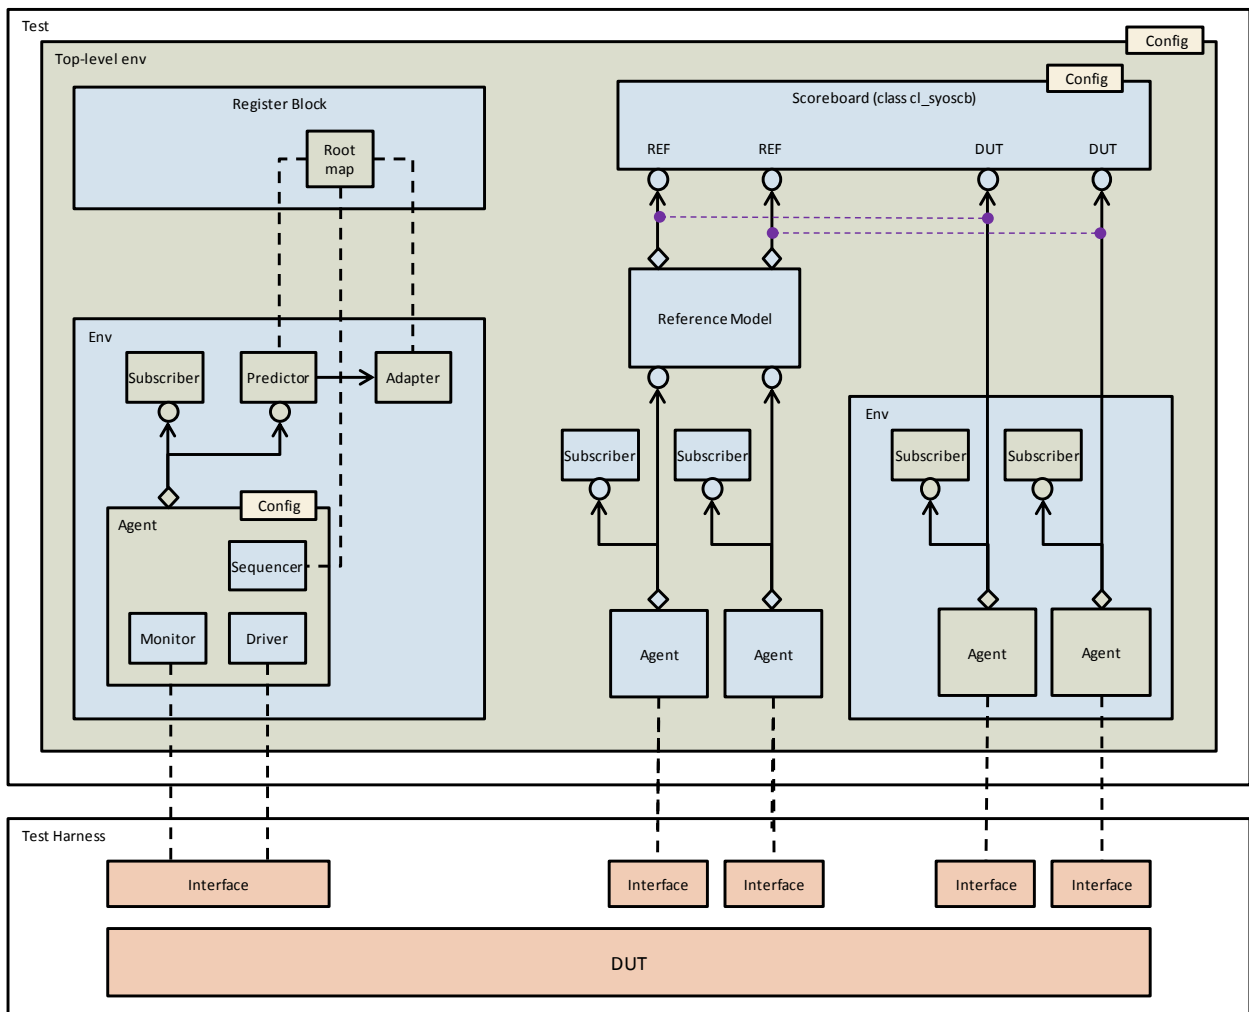 Test
Config
Top-level env
Config
Register Block
Scoreboard (class cl_syoscb)
Root
map
REF
REF
DUT
DUT
Reference Model
Env
Subscriber
Predictor
Adapter
Env
Subscriber
Subscriber
Subscriber
Subscriber
Config
Agent
Sequencer
Monitor
Driver
Agent
Agent
Agent
Agent
Test Harness
Interface
Interface
Interface
Interface
Interface
DUT